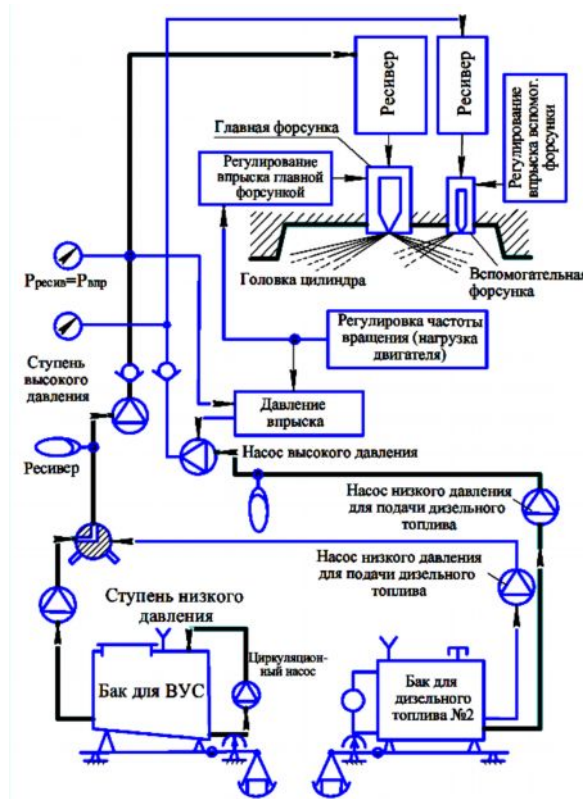 Ресивер
Ресивер
Регулирование
впрыска вспомог.
форсунки
Главная форсунка
Регулирование
впрыска главной
форсункой
Головка цилиндра
Вспомогательная
форсунка
Pресив=Pвпр
Регулировка частоты
вращения (нагрузка
двигателя)
Ступень
высокого
давления
Давление
впрыска
Насос высокого давления
Ресивер
Насос низкого давления
для подачи дизельного
топлива
Насос низкого давления
для подачи дизельного
топлива
Ступень низкого
давления
Циркуляцион-
ный насос
Бак для ВУС
Бак для
дизельного
топлива №2